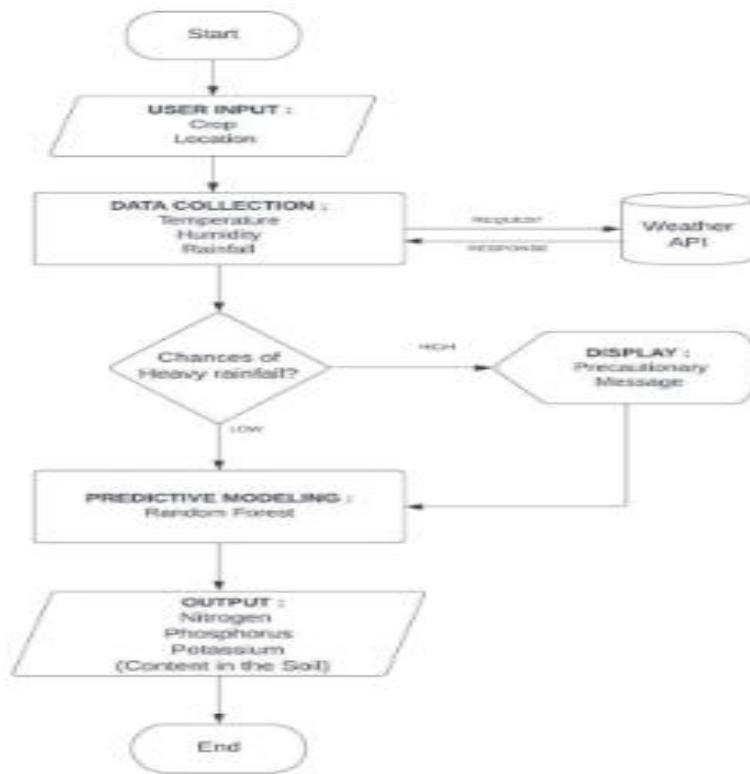 Start
USER INPUT :
Crop
Location
DATA COLLECTION :
Temperature
Humidity
Rainfall
REQUEST
RESPONSE
Weather
API
Chances of
Heavy rainfall?
HIGH
DISPLAY :
Precautionary
Message
LOW
PREDICTIVE MODELING :
Random Forest
OUTPUT :
Nitrogen
Phosphorus
Potassium
(Content in the Soil)
End